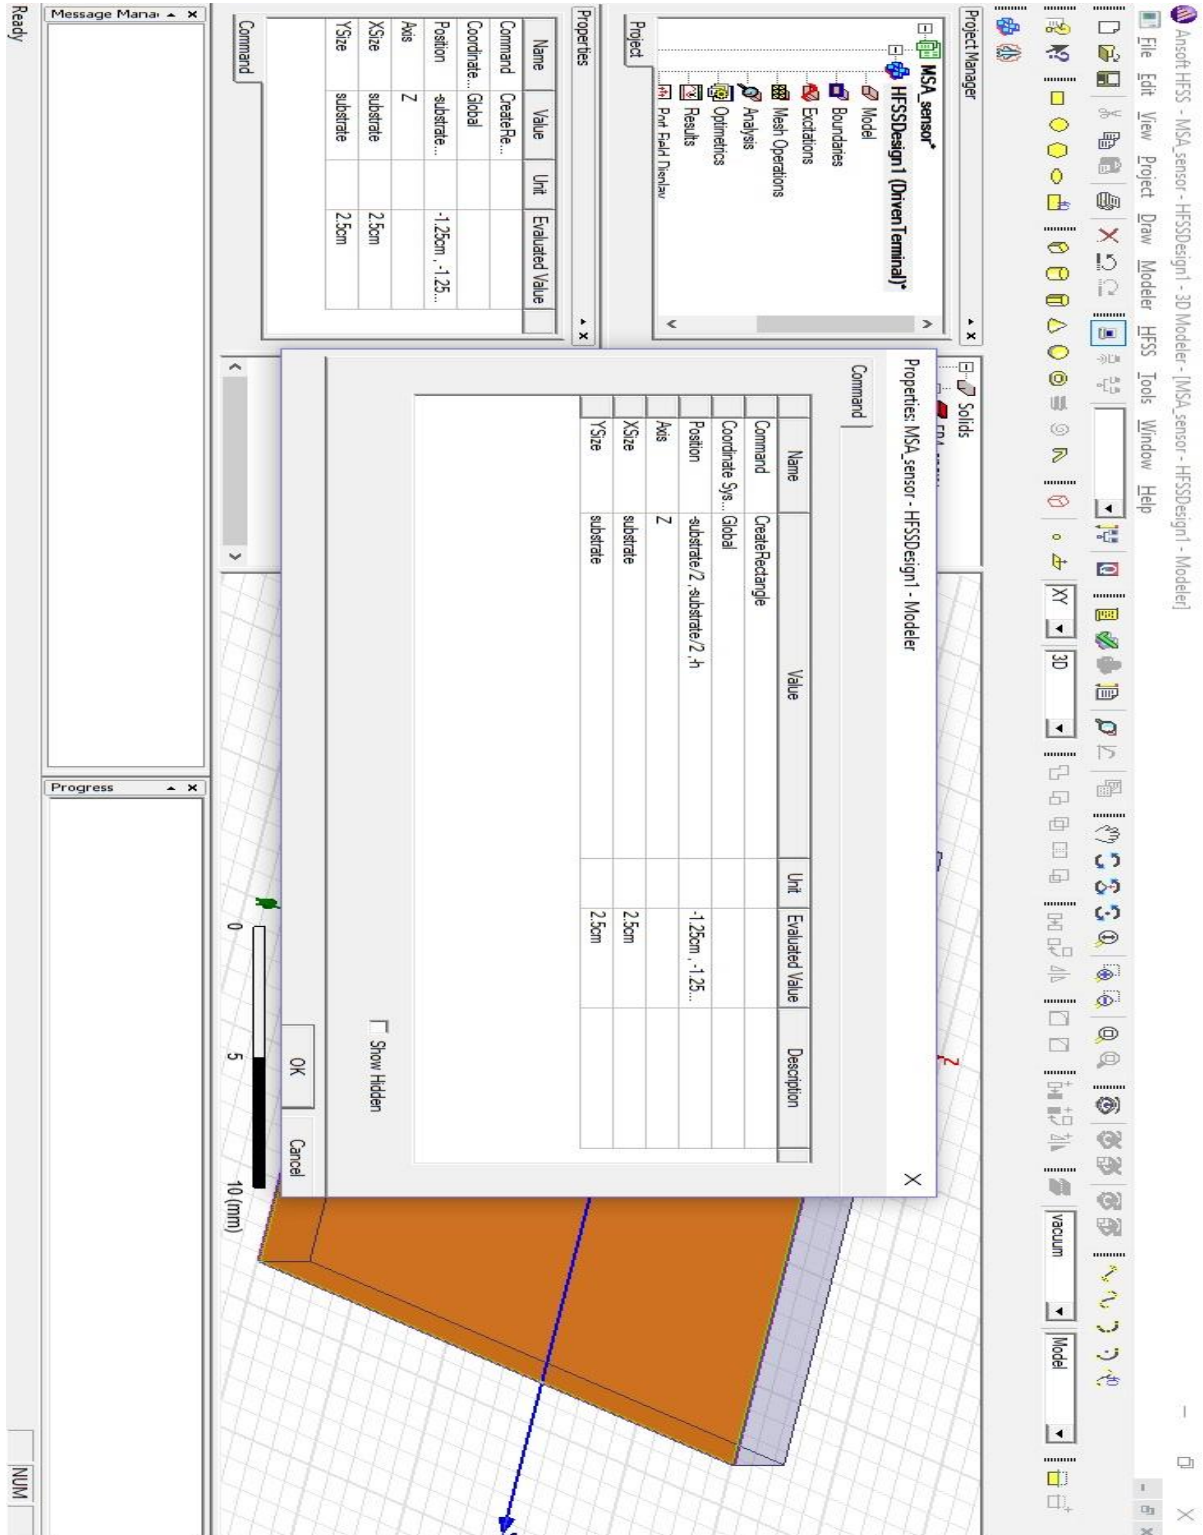 Ansoft HFSS - MSA_sensor - HFSSDesign1 - 3D Modeler - [MSA_sensor - HFSSDesign1 - Modeler]
File Edit View Project Draw Modeler HFSS Tools Window Help
XY 3D vacuum Model
Project Manager
MSA_sensor*
HFSSDesign1 (DrivenTerminal)*
Model
Boundaries
Excitations
Mesh Operations
Analysis
Optimetrics
Results
Port Field Display
Project
Solids
Properties
Name Value Unit Evaluated Value
Command CreateRe...
Coordinate... Global
Position -substrate... -1.25cm , -1.25...
Axis Z
XSize substrate 2.5cm
YSize substrate 2.5cm
Command
Properties: MSA_sensor - HFSSDesign1 - Modeler
Command
Name Value Unit Evaluated Value Description
Command CreateRectangle
Coordinate Sys... Global
Position -substrate/2 ,-substrate/2 ,-h -1.25cm , -1.25...
Axis Z
XSize substrate 2.5cm
YSize substrate 2.5cm
Show Hidden
OK Cancel
Z
0 5 10 (mm)
Message Mana
Progress
Ready
NUM